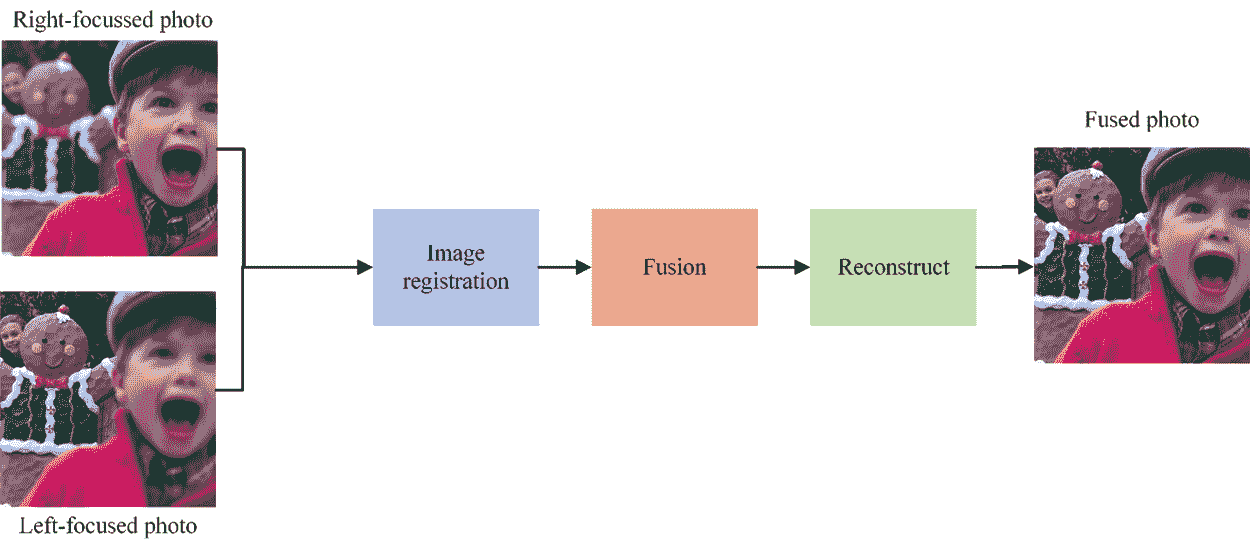 Right-focussed photo
Fused photo
Image
registration
Fusion
Reconstruct
Left-focused photo